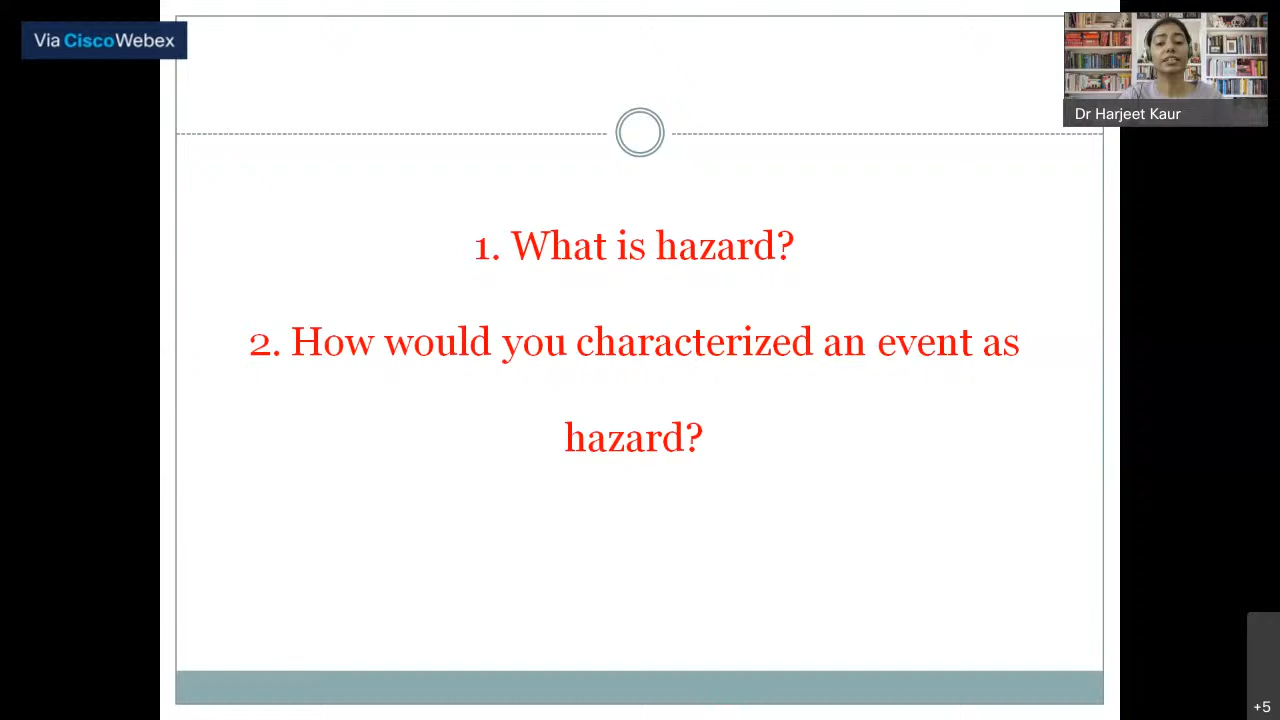 Via CiscoWebex
Dr Harjeet Kaur
1. What is hazard?
2. How would you characterized an event as
hazard?
+5